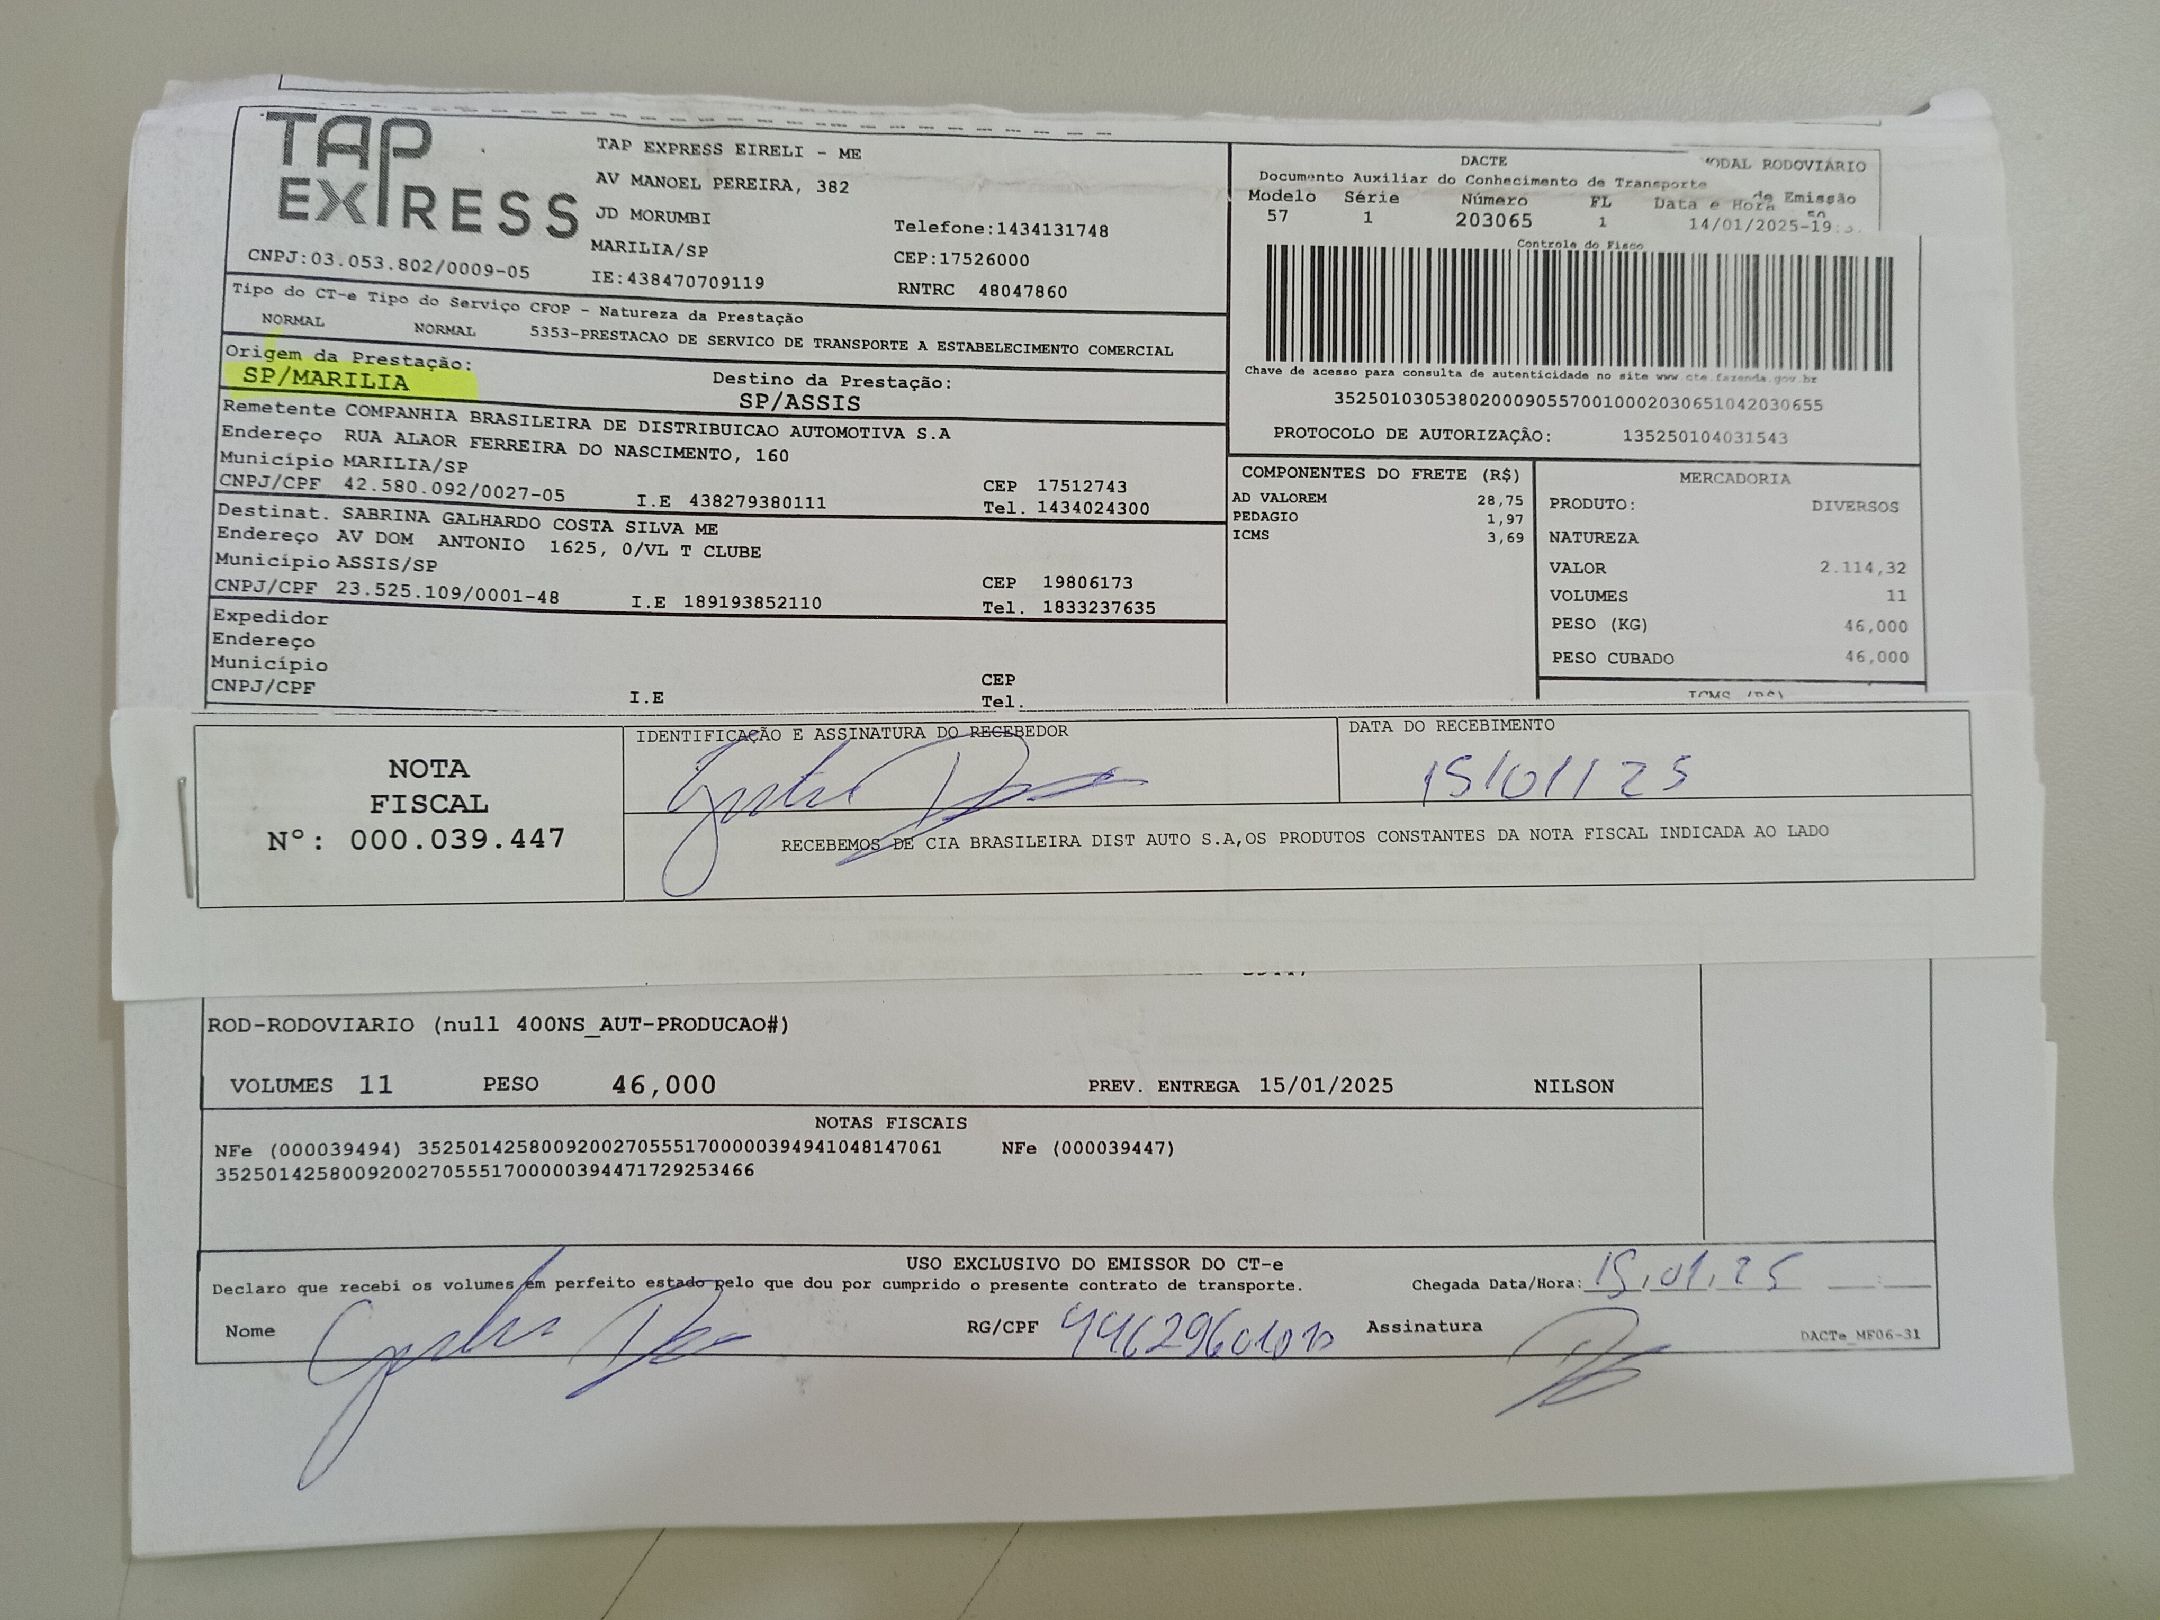 TAP
EXPRESS
TAP EXPRESS EIRELI - ME
AV MANOEL PEREIRA, 382
JD MORUMBI
Telefone:1434131748
MARILIA/SP
CEP:17526000
CNPJ:03.053.802/0009-05
IE:438470709119
RNTRC 48047860
Tipo do CT-e Tipo do Serviço CFOP - Natureza da Prestação
NORMAL NORMAL 5353-PRESTACAO DE SERVICO DE TRANSPORTE A ESTABELECIMENTO COMERCIAL
Origem da Prestação:
SP/MARILIA
Destino da Prestação:
SP/ASSIS
Remetente COMPANHIA BRASILEIRA DE DISTRIBUICAO AUTOMOTIVA S.A
Endereço RUA ALAOR FERREIRA DO NASCIMENTO, 160
Município MARILIA/SP CEP 17512743
CNPJ/CPF 42.580.092/0027-05 I.E 438279380111 Tel. 1434024300
Destinat. SABRINA GALHARDO COSTA SILVA ME
Endereço AV DOM ANTONIO 1625, 0/VL T CLUBE
Município ASSIS/SP CEP 19806173
CNPJ/CPF 23.525.109/0001-48 I.E 189193852110 Tel. 1833237635
Expedidor
Endereço
Município CEP
CNPJ/CPF I.E Tel.
DACTE
MODAL RODOVIÁRIO
Documento Auxiliar do Conhecimento de Transporte
Modelo Série Número FL Data e Hora de Emissão
57 1 203065 1 14/01/2025-19:
Controle do Fisco
Chave de acesso para consulta de autenticidade no site www.cte.fazenda.gov.br
35250103053802000905570010002030651042030655
PROTOCOLO DE AUTORIZAÇÃO: 135250104031543
COMPONENTES DO FRETE (R$)
AD VALOREM 28,75
PEDAGIO 1,97
ICMS 3,69
MERCADORIA
PRODUTO: DIVERSOS
NATUREZA
VALOR 2.114,32
VOLUMES 11
PESO (KG) 46,000
PESO CUBADO 46,000
ICMS (R$)
NOTA
FISCAL
N°: 000.039.447
IDENTIFICAÇÃO E ASSINATURA DO RECEBEDOR
DATA DO RECEBIMENTO
15/01/25
RECEBEMOS DE CIA BRASILEIRA DIST AUTO S.A,OS PRODUTOS CONSTANTES DA NOTA FISCAL INDICADA AO LADO
ROD-RODOVIARIO (null 400NS_AUT-PRODUCAO#)
VOLUMES 11 PESO 46,000 PREV. ENTREGA 15/01/2025 NILSON
NOTAS FISCAIS
NFe (000039494) 35250142580092002705551700000394941048147061 NFe (000039447)
35250142580092002705551700000394471729253466
USO EXCLUSIVO DO EMISSOR DO CT-e
Declaro que recebi os volumes em perfeito estado pelo que dou por cumprido o presente contrato de transporte.
Chegada Data/Hora: 15,01,25
Nome
RG/CPF
Assinatura
DACTe_MF06-31